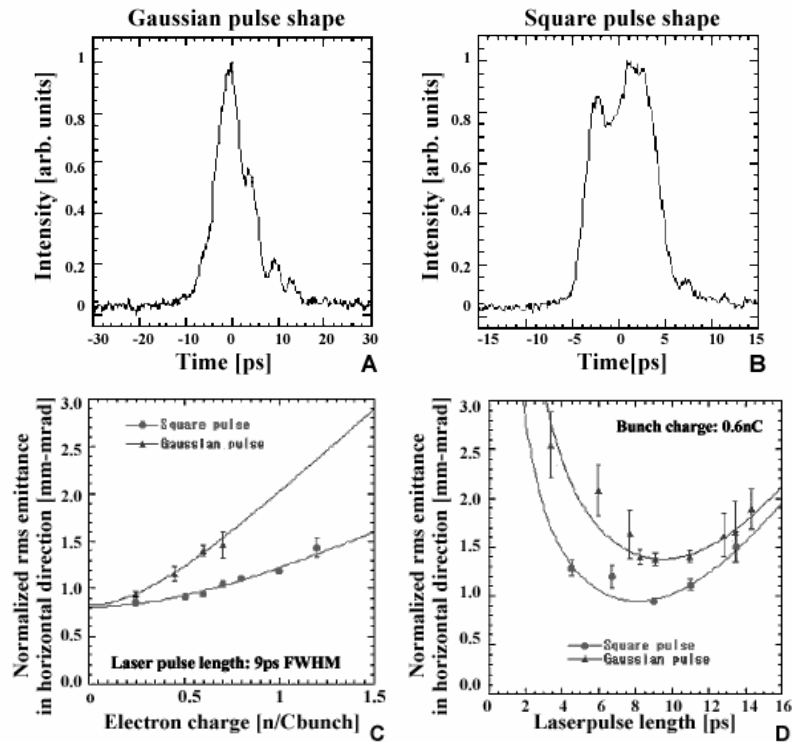 Gaussian pulse shape
Intensity [arb. units]
1
0.8
0.6
0.4
0.2
0
-30 -20 -10 0 10 20 30
Time [ps]
A
Square pulse shape
Intensity [arb. units]
1
0.8
0.6
0.4
0.2
0
-15 -10 -5 0 5 10 15
Time[ps]
B
Normalized rms emittance
in horizontal direction [mm-mrad]
3.0
2.5
2.0
1.5
1.0
0.5
0.0
Square pulse
Gaussian pulse
Laser pulse length: 9ps FWHM
0 0.5 1 1.5
Electron charge [n/Cbunch]
C
Normalized rms emittance
in horizontal direction [mm-mrad]
3.0
2.5
2.0
1.5
1.0
0.5
0.0
Bunch charge: 0.6nC
Square pulse
Gaussian pulse
0 2 4 6 8 10 12 14 16
Laserpulse length [ps]
D